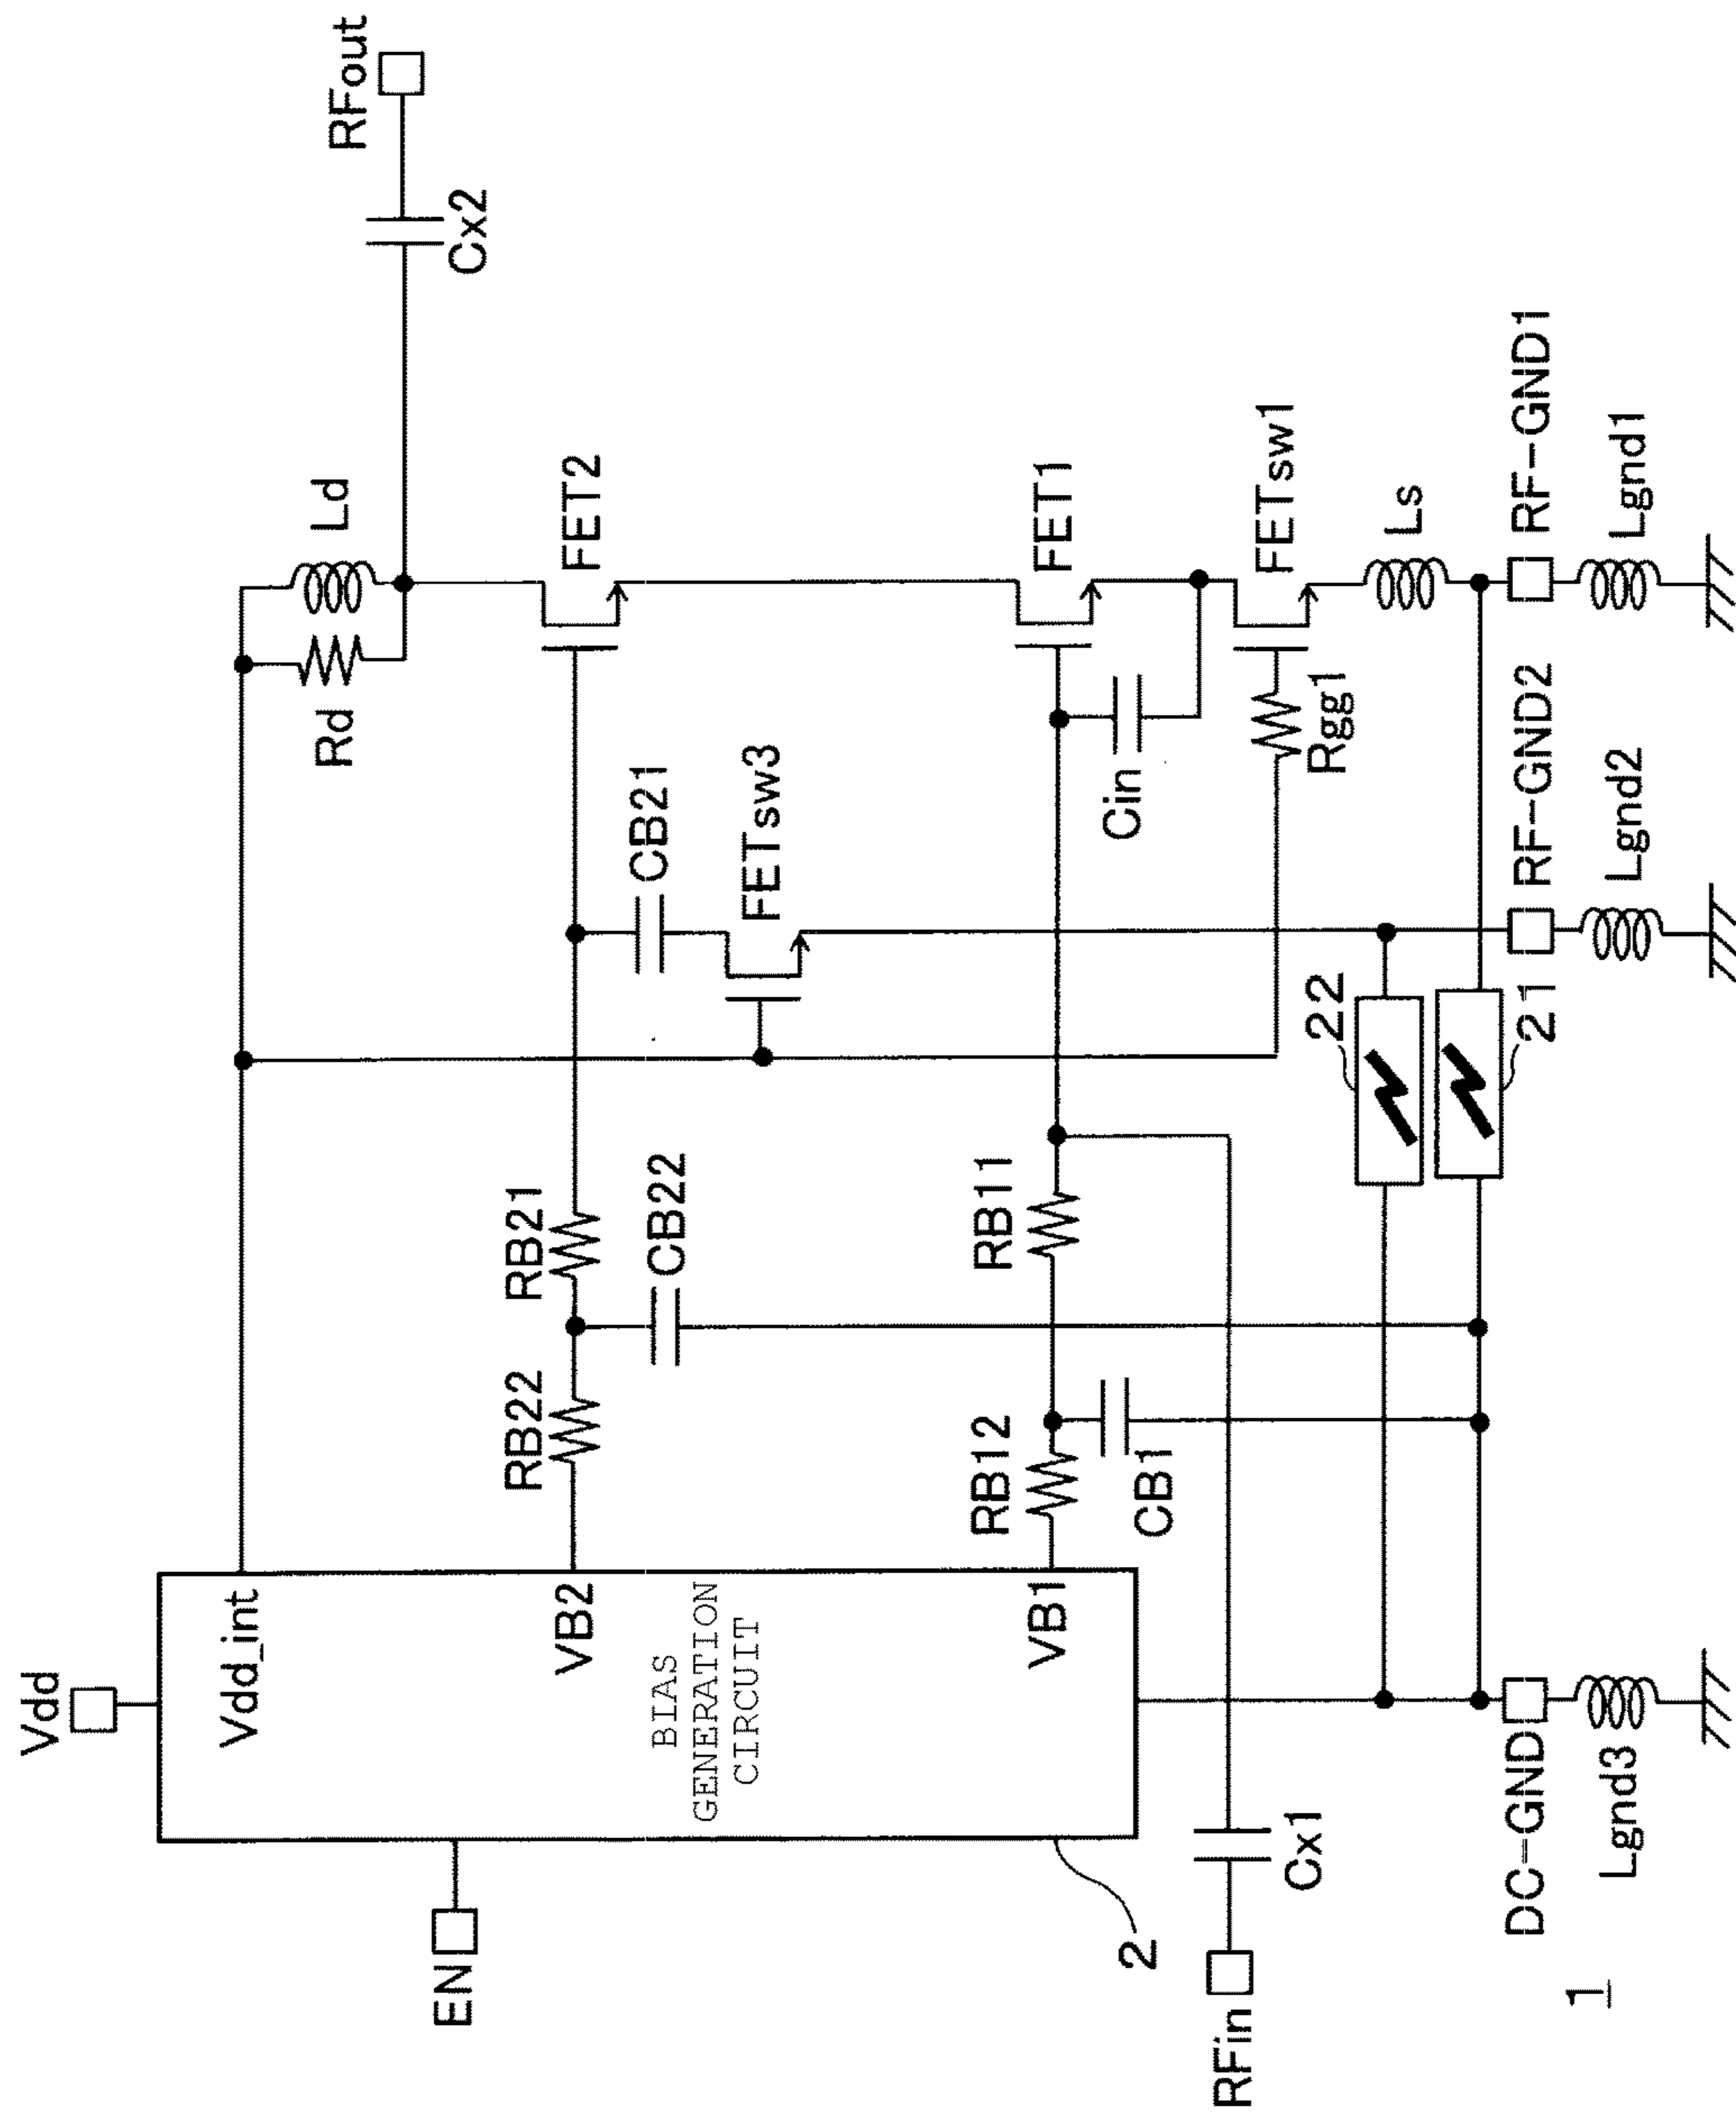 Vdd
EN
Vdd_int
VB2
BIAS
GENERATION
CIRCUIT
VB1
2
RFin
Cx1
RB22
RB21
CB22
RB12
RB11
CB1
CB21
FETsw3
Rd
Ld
RFout
Cx2
FET2
FET1
Cin
FETsw1
Rgg1
Ls
22
21
DC-GND
Lgnd3
RF-GND2
Lgnd2
RF-GND1
Lgnd1
1